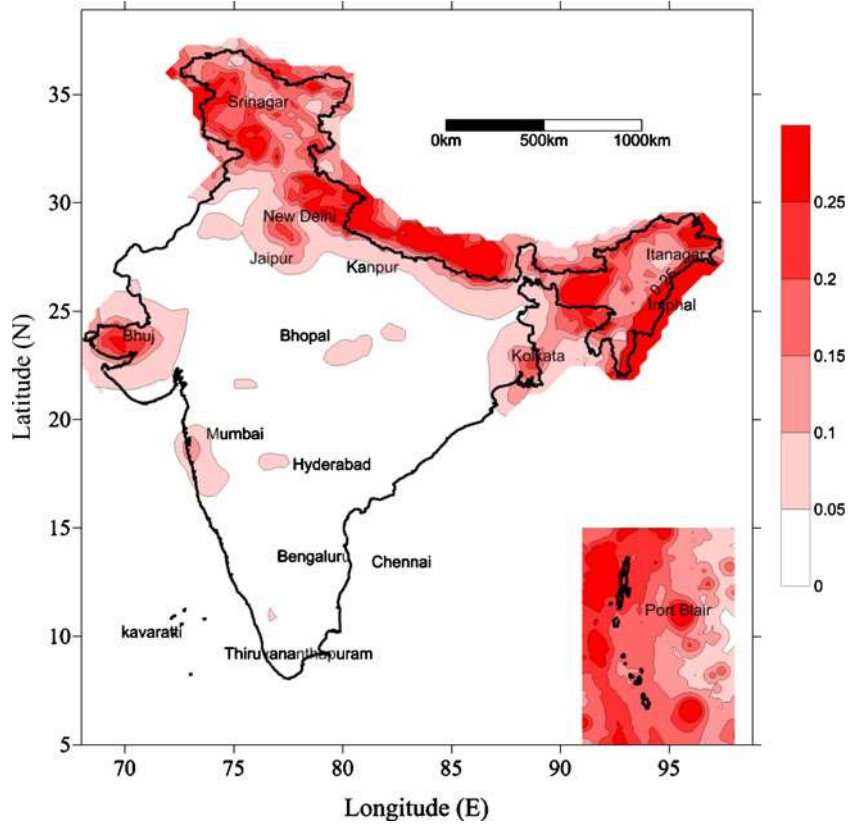 35
Srinagar
0km 500km 1000km
30
New Delhi
0.25
Itanagar
Jaipur
Kanpur
0.25
Imphal
25
0.2
Bhuj
Bhopal
Kolkata
0.15
20
Mumbai
0.1
Hyderabad
15
0.05
Bengaluru
Chennai
0
Port Blair
10
kavaratti
Thiruvananthapuram
5
70 75 80 85 90 95
Latitude (N)
Longitude (E)